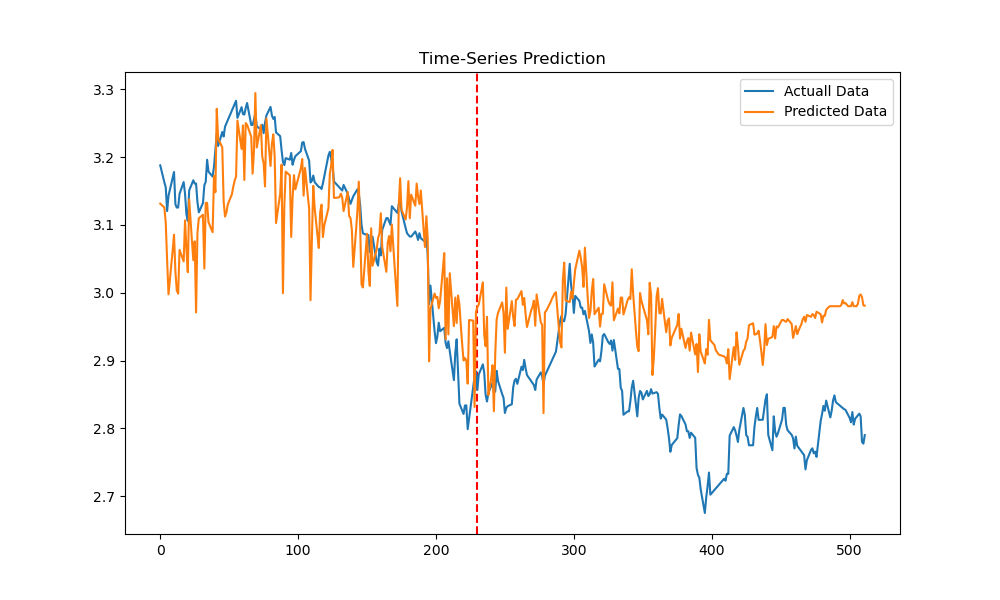 Time-Series Prediction
Actuall Data
Predicted Data
3.3
3.2
3.1
3.0
2.9
2.8
2.7
0 100 200 300 400 500